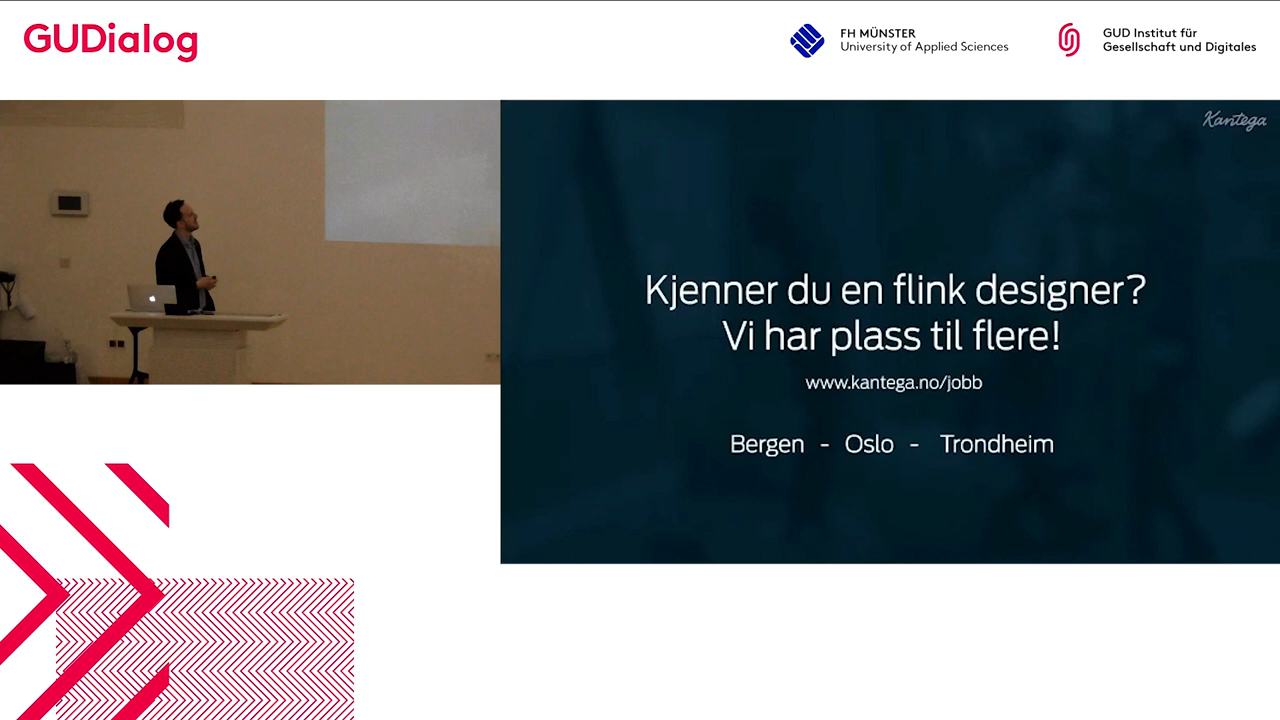 GUDialog
FH MÜNSTER
University of Applied Sciences
GUD Institut für
Gesellschaft und Digitales
Kantega
Kjenner du en flink designer?
Vi har plass til flere!
www.kantega.no/jobb
Bergen - Oslo - Trondheim